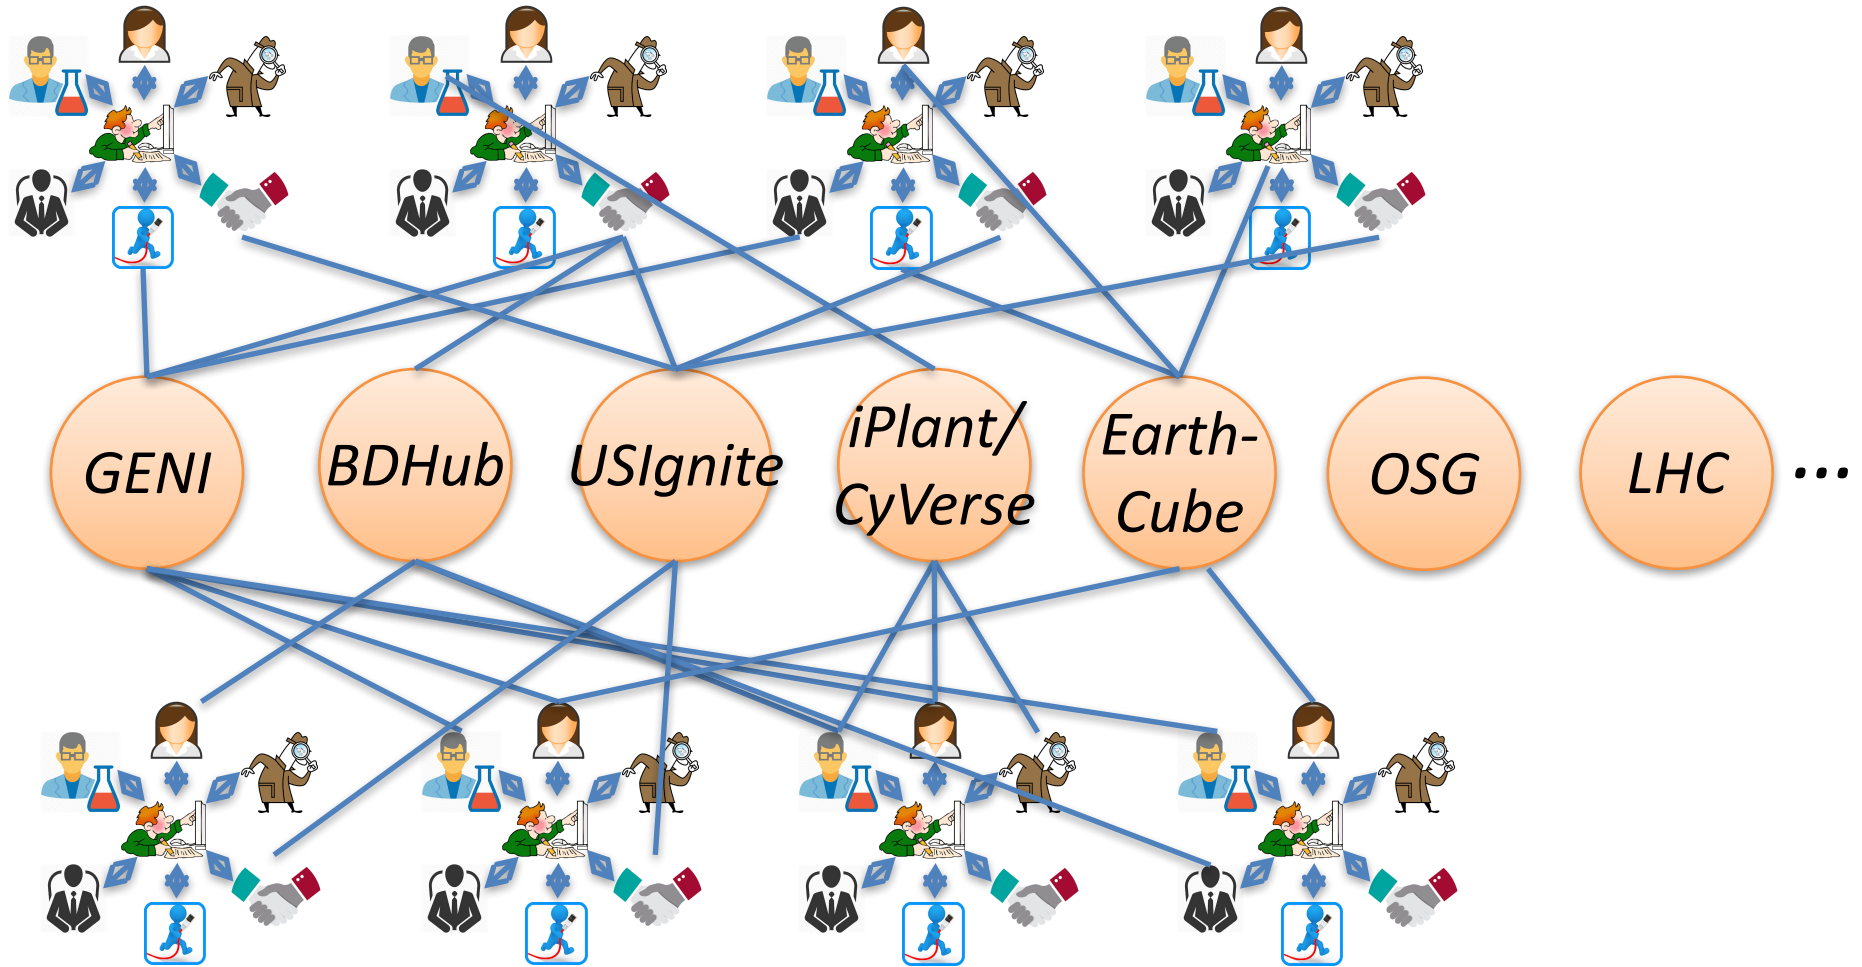 GENI
BDHub
USIgnite
iPlant/
CyVerse
Earth-
Cube
OSG
LHC
...